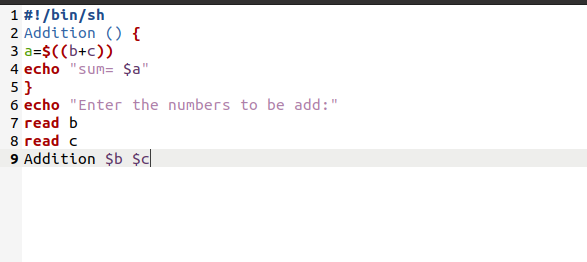 1 #!/bin/sh
2 Addition () {
3 a=$((b+c))
4 echo "sum= $a"
5 }
6 echo "Enter the numbers to be add:"
7 read b
8 read c
9 Addition $b $c